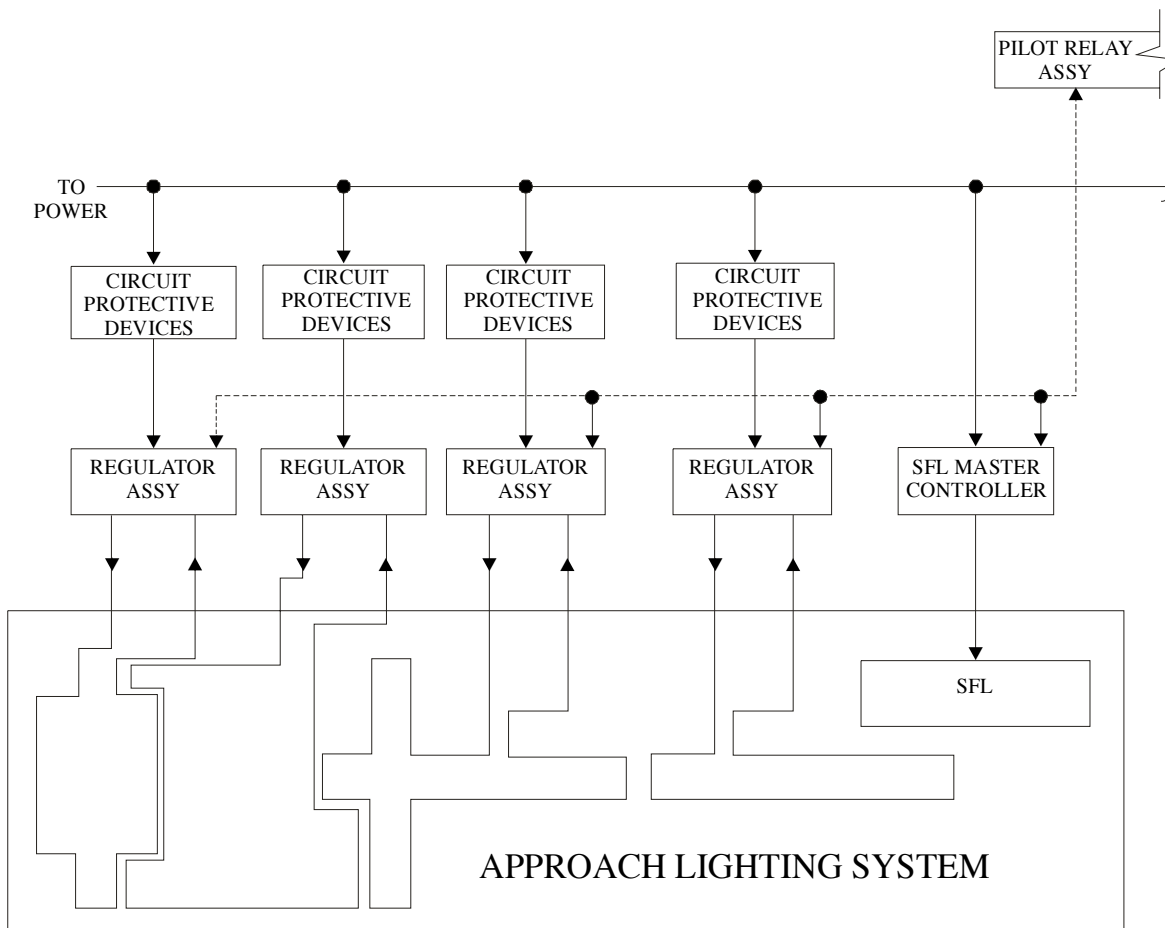 PILOT RELAY
ASSY
TO
POWER
CIRCUIT
PROTECTIVE
DEVICES
CIRCUIT
PROTECTIVE
DEVICES
CIRCUIT
PROTECTIVE
DEVICES
CIRCUIT
PROTECTIVE
DEVICES
REGULATOR
ASSY
REGULATOR
ASSY
REGULATOR
ASSY
REGULATOR
ASSY
SFL MASTER
CONTROLLER
SFL
APPROACH LIGHTING SYSTEM